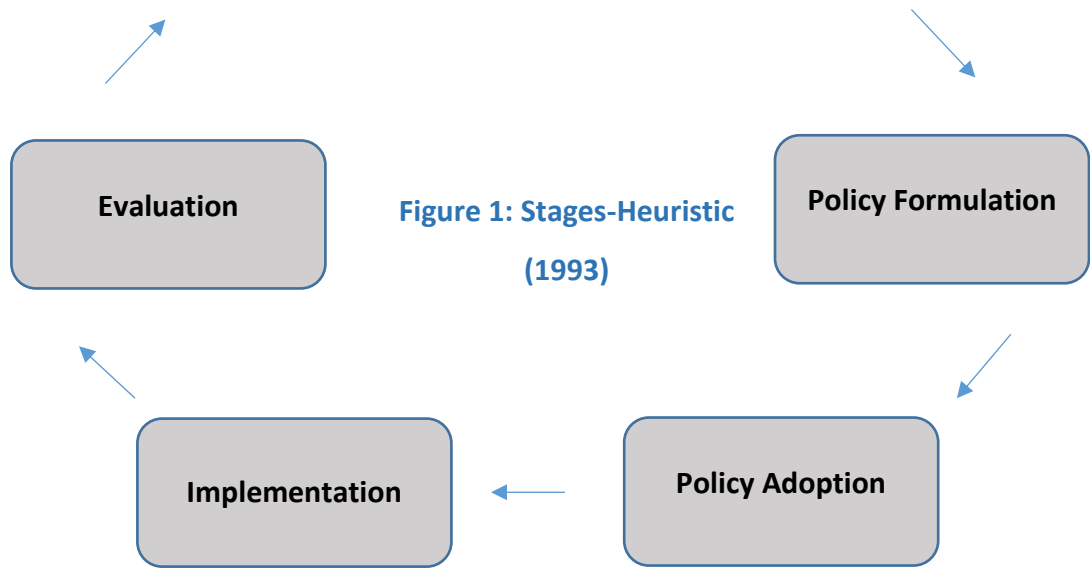 Evaluation
Figure 1: Stages-Heuristic
(1993)
Policy Formulation
Implementation
Policy Adoption